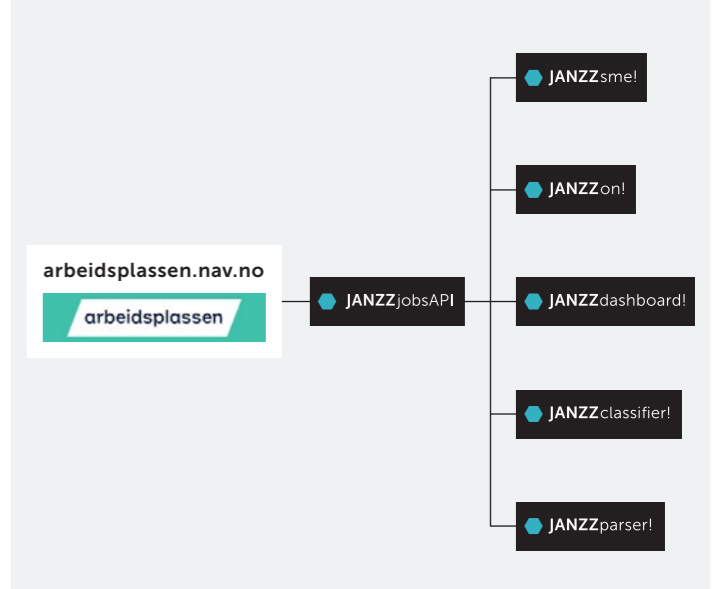 JANZZsme!
JANZZon!
arbeidsplassen.nav.no
arbeidsplassen
JANZZjobsAPI
JANZZdashboard!
JANZZclassifier!
JANZZparser!